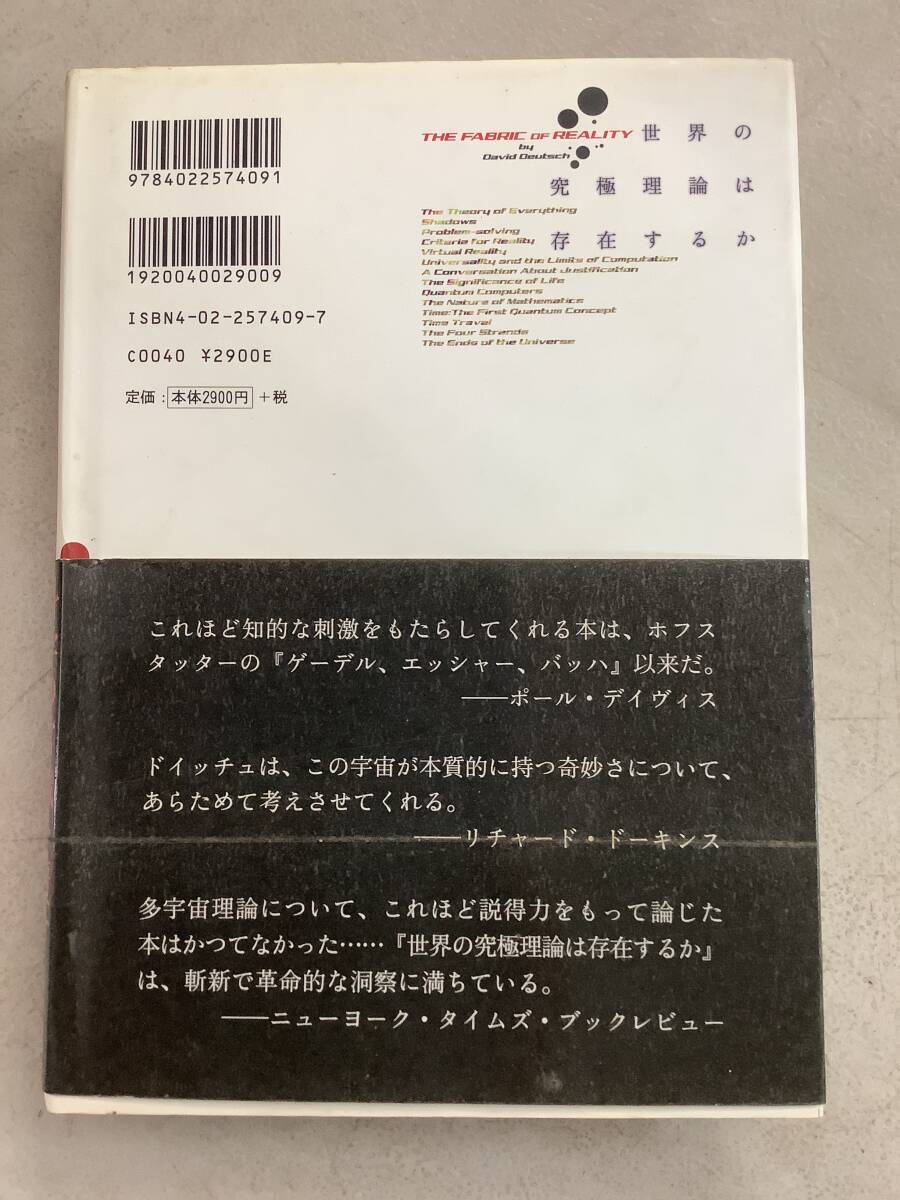 9784022574091
1920040029009
ISBN4-02-257409-7
C0040 ¥2900E
定価：本体2900円＋税
THE FABRIC OF REALITY
by
David Deutsch
世界の
究極理論は
存在するか
The Theory of Everything
Shadows
Problem-solving
Criteria for Reality
Virtual Reality
Universality and the Limits of Computation
A Conversation About Justification
The Significance of Life
Quantum Computers
The Nature of Mathematics
Time:The First Quantum Concept
Time Travel
The Four Strands
The Ends of the Universe
これほど知的な刺激をもたらしてくれる本は、ホフス
タッターの『ゲーデル、エッシャー、バッハ』以来だ。
──ポール・デイヴィス
ドイッチュは、この宇宙が本質的に持つ奇妙さについて、
あらためて考えさせてくれる。
──リチャード・ドーキンス
多宇宙理論について、これほど説得力をもって論じた
本はかつてなかった……『世界の究極理論は存在するか』
は、斬新で革命的な洞察に満ちている。
──ニューヨーク・タイムズ・ブックレビュー